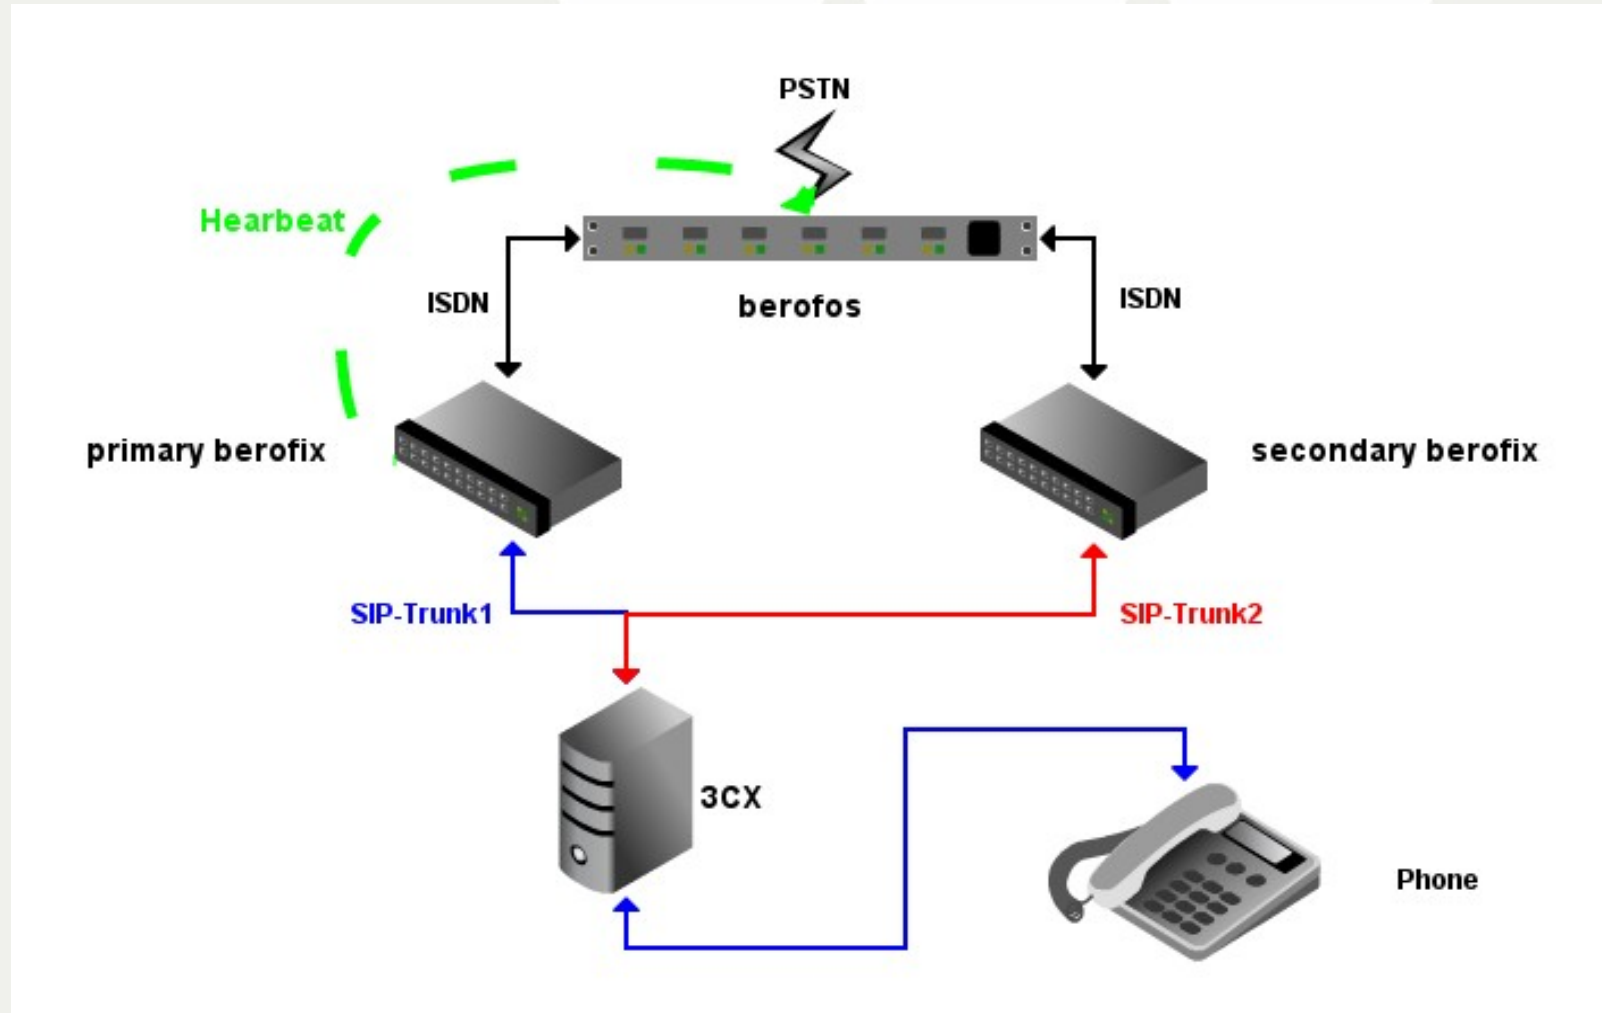 PSTN
Hearbeat
ISDN
berofos
ISDN
primary berofix
secondary berofix
SIP-Trunk1
SIP-Trunk2
3CX
Phone